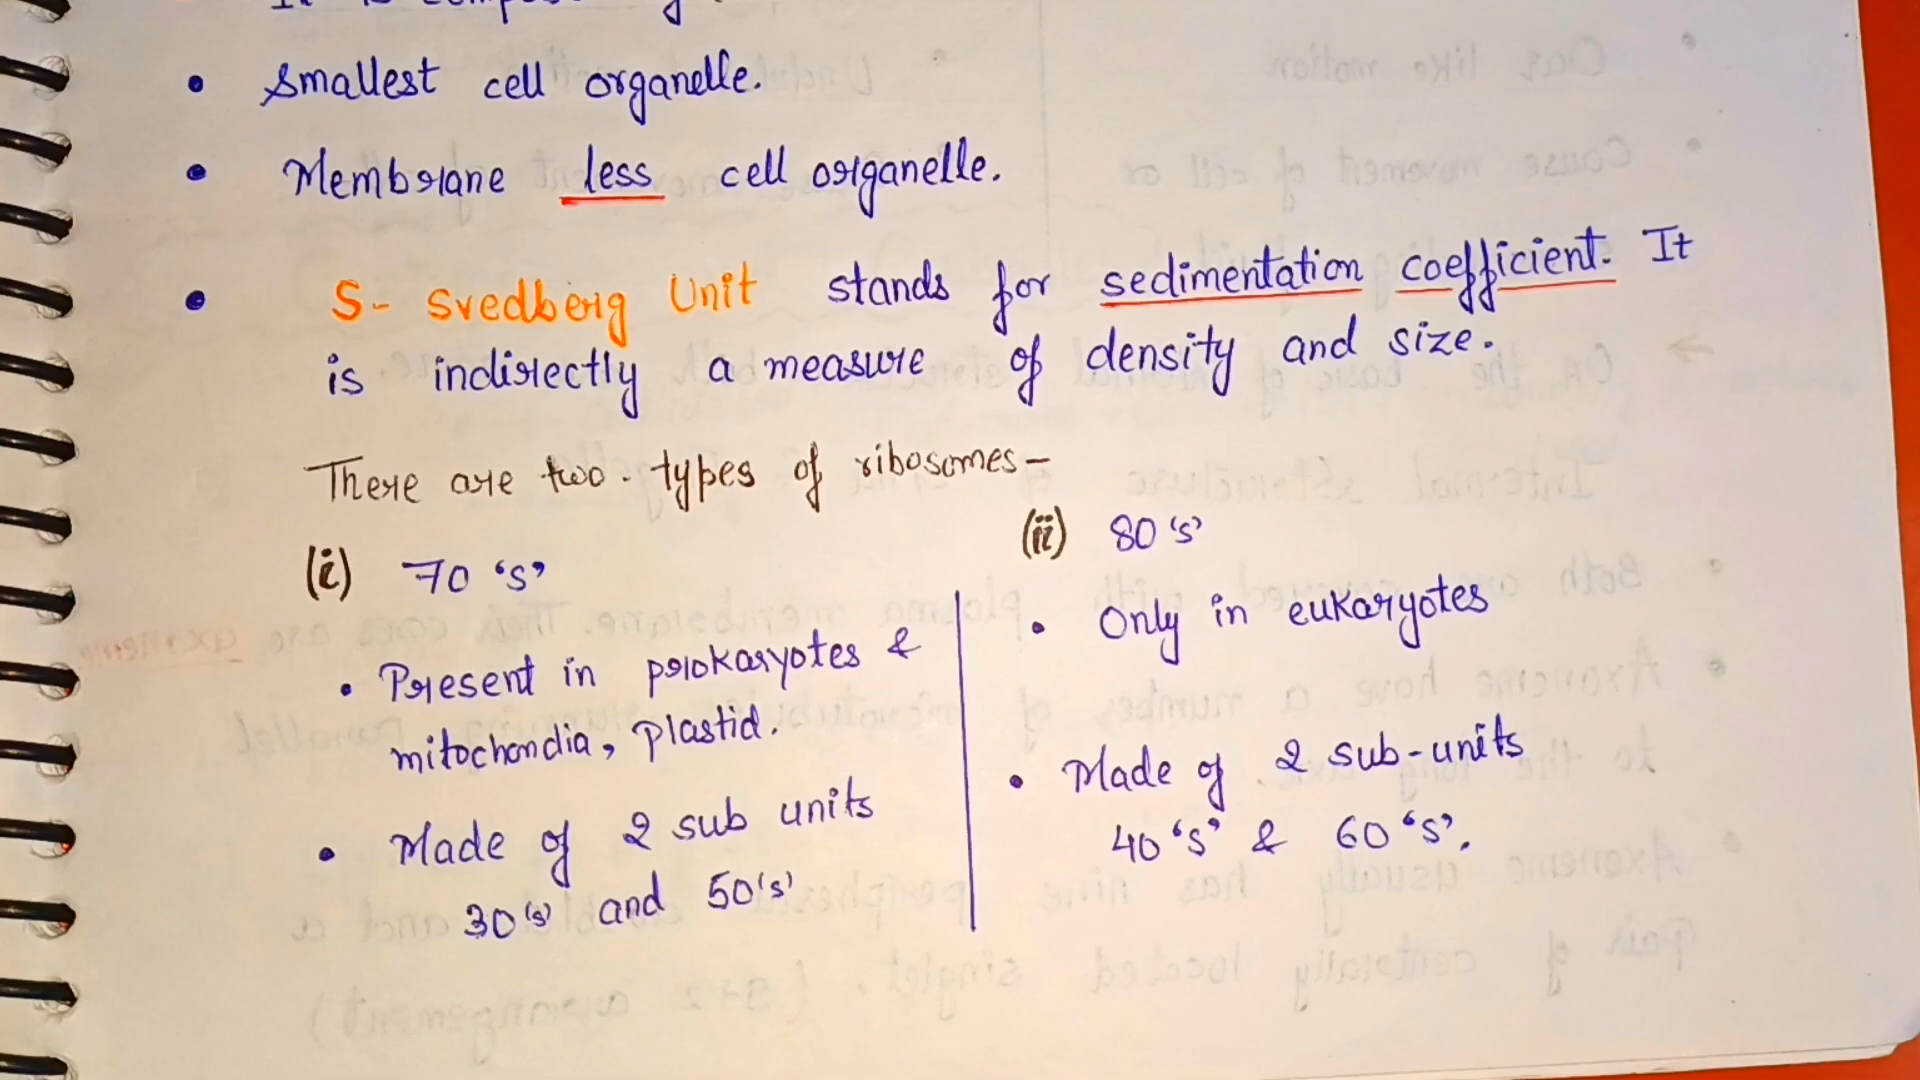 • Smallest cell organelle.
• Membrane less cell organelle.
• S- Svedberg Unit stands for sedimentation coefficient. It
is indirectly a measure of density and size.
There are two types of ribosomes-
(i) 70 ‘s’
• Present in prokaryotes &
mitochondia, plastid.
• Made of 2 sub units
30‘s’ and 50‘s’
(ii) 80 ‘s’
• Only in eukaryotes
• Made of 2 sub-units
40‘s’ & 60‘s’.